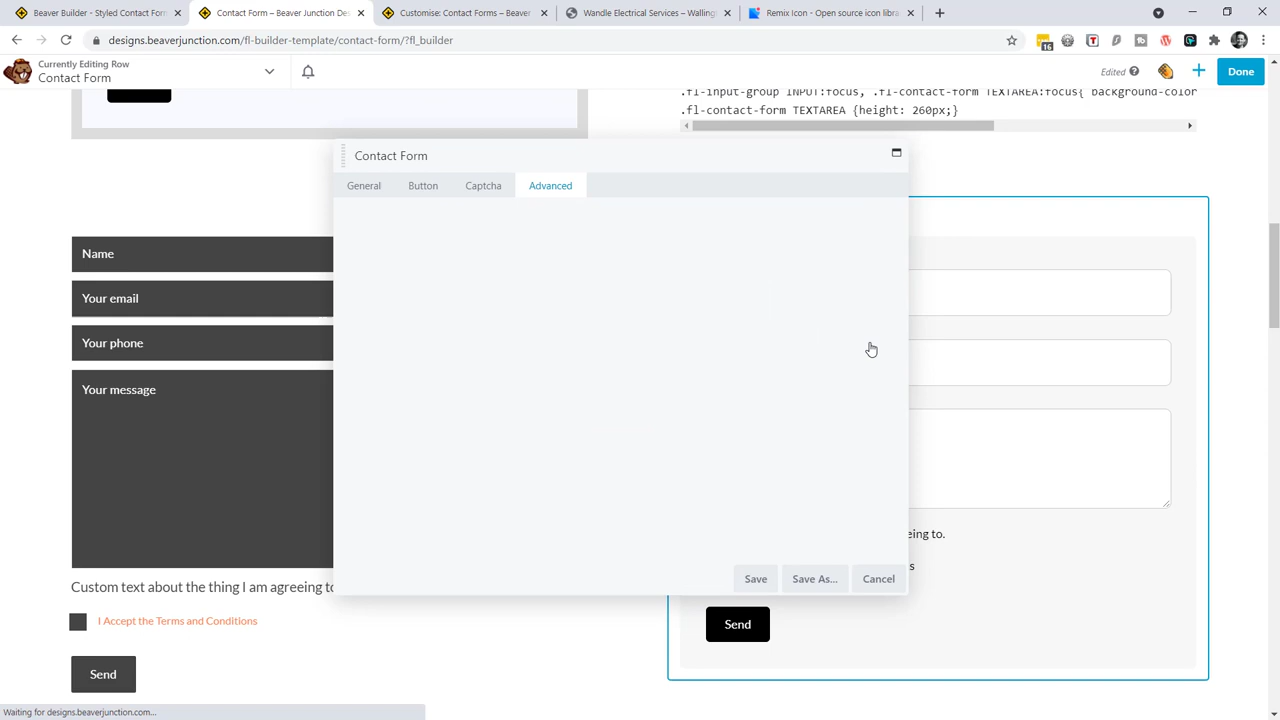 Beaver Builder - Styled Contact Form
Contact Form – Beaver Junction De
Customise: Contact Forms – Beave
Wandle Electrical Services – Walling
Remix Icon - Open source icon libra
designs.beaverjunction.com/fl-builder-template/contact-form/?fl_builder
16
Currently Editing Row
Contact Form
Edited
Done
.fl-input-group INPUT:focus, .fl-contact-form TEXTAREA:focus{ background-color
.fl-contact-form TEXTAREA {height: 260px;}
Contact Form
General Button Captcha Advanced
Name
Your email
Your phone
Your message
eing to.
s
Save Save As... Cancel
Custom text about the thing I am agreeing to
I Accept the Terms and Conditions
Send
Send
Waiting for designs.beaverjunction.com...